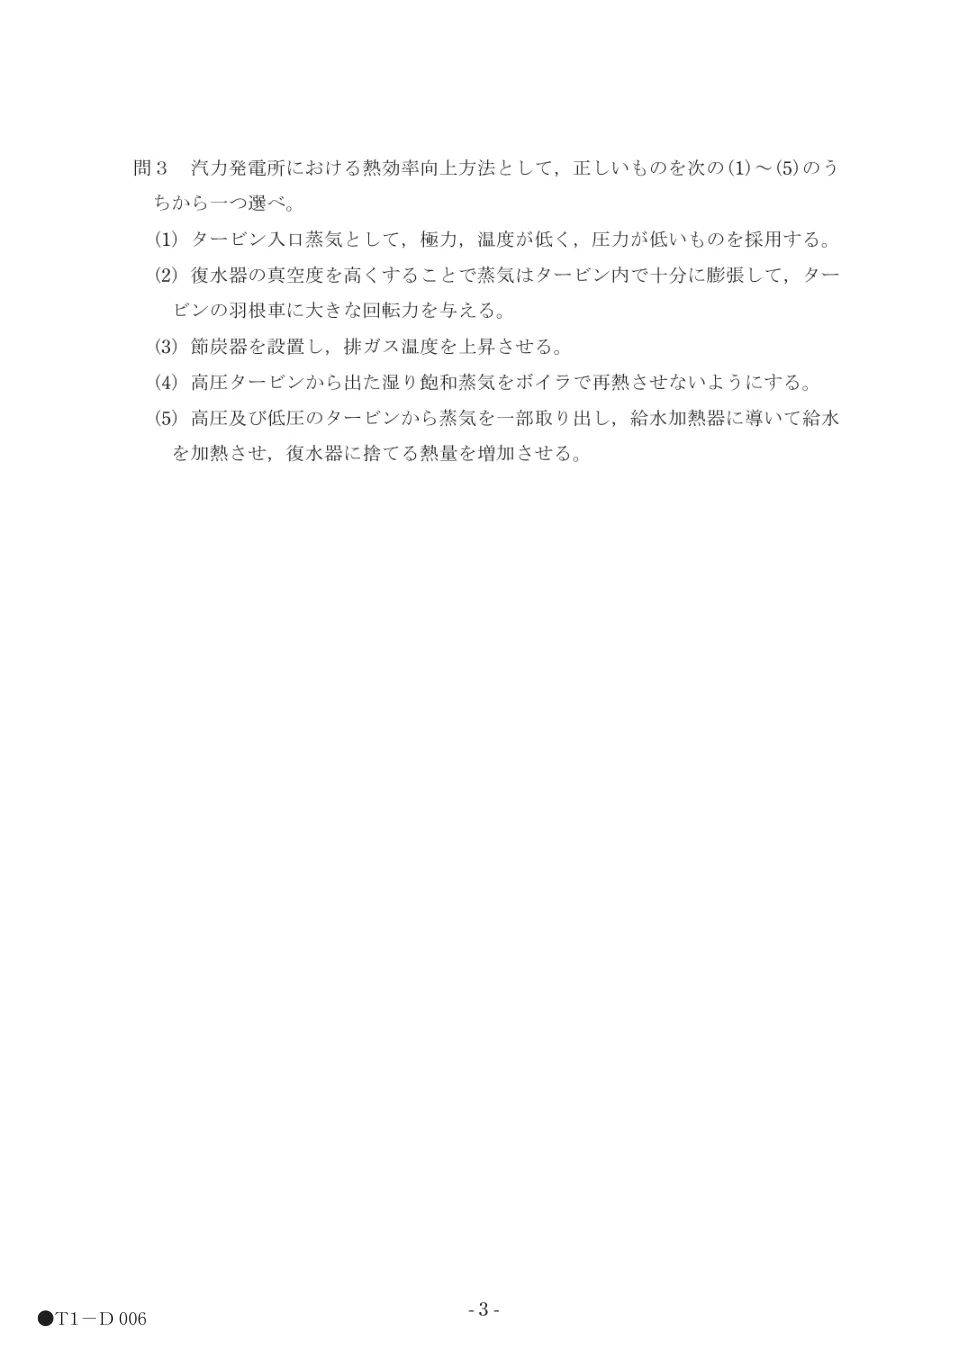 問３　汽力発電所における熱効率向上方法として，正しいものを次の(1)～(5)のう
ちから一つ選べ。
(1) タービン入口蒸気として，極力，温度が低く，圧力が低いものを採用する。
(2) 復水器の真空度を高くすることで蒸気はタービン内で十分に膨張して，ター
ビンの羽根車に大きな回転力を与える。
(3) 節炭器を設置し，排ガス温度を上昇させる。
(4) 高圧タービンから出た湿り飽和蒸気をボイラで再熱させないようにする。
(5) 高圧及び低圧のタービンから蒸気を一部取り出し，給水加熱器に導いて給水
を加熱させ，復水器に捨てる熱量を増加させる。
- 3 -
●T1－D 006